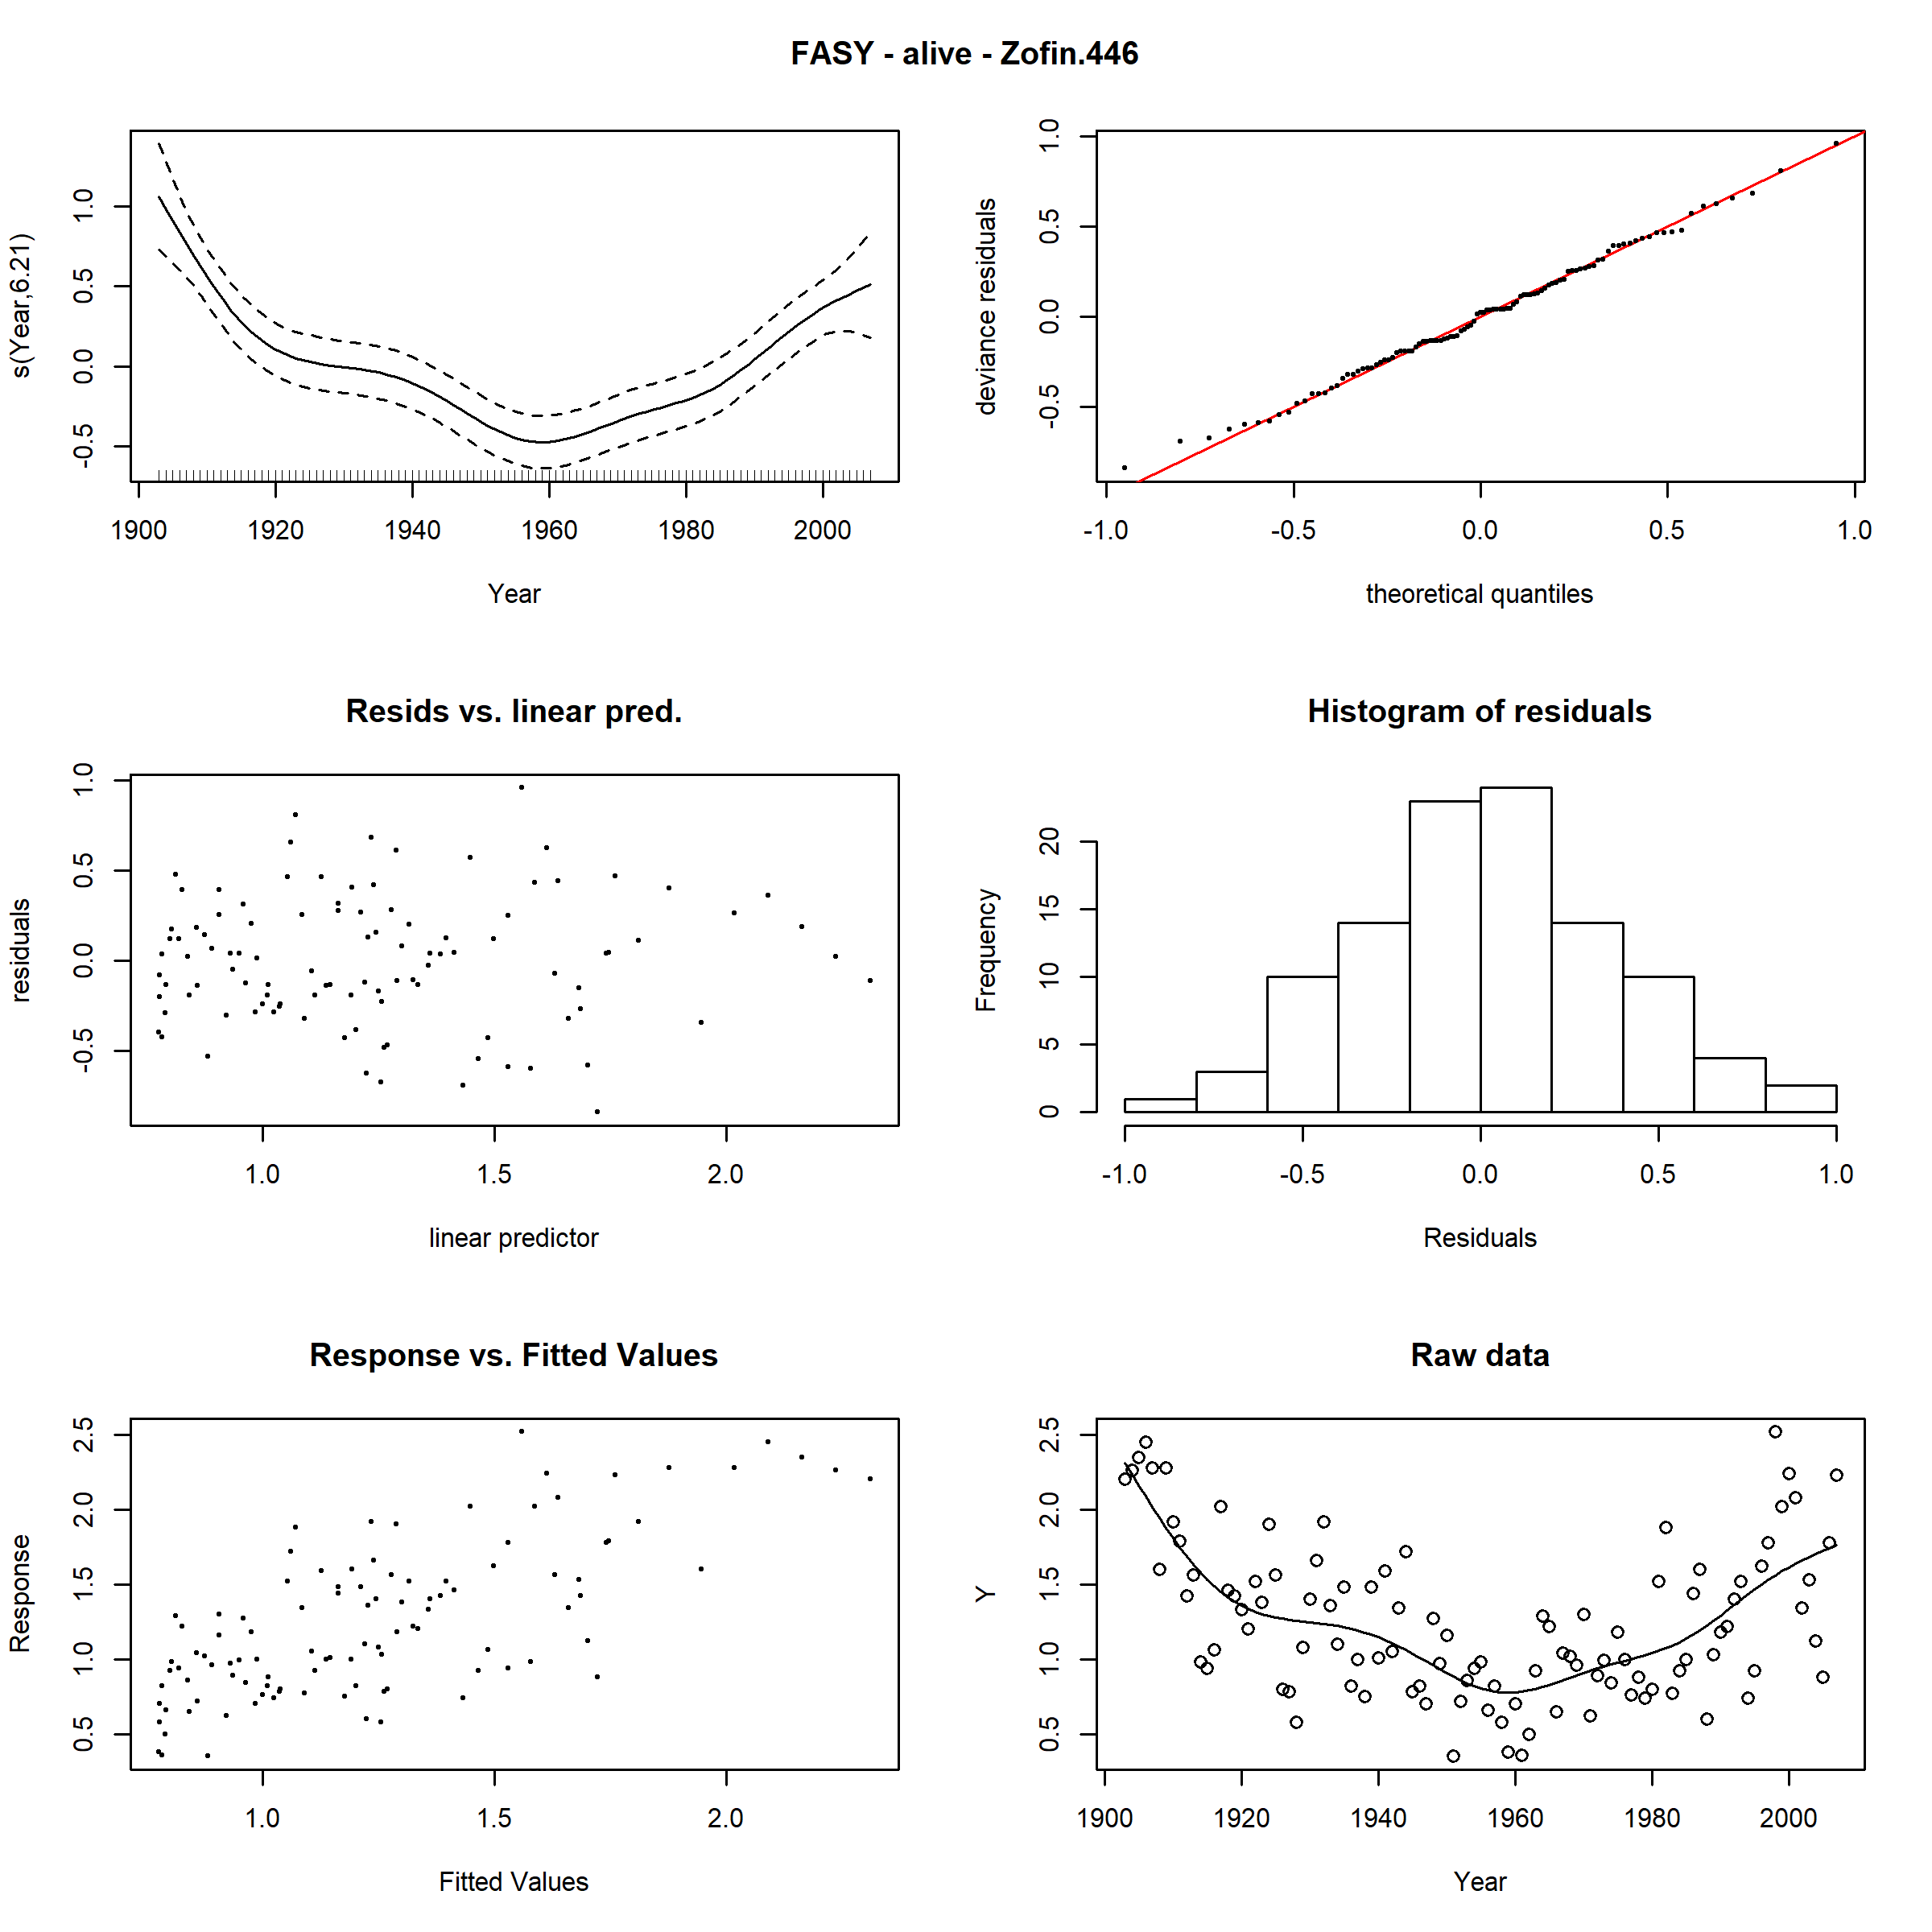 FASY - alive - Zofin.446
s(Year,6.21)
-0.5 0.0 0.5 1.0
1900 1920 1940 1960 1980 2000
Year
deviance residuals
-0.5 0.0 0.5 1.0
-1.0 -0.5 0.0 0.5 1.0
theoretical quantiles
Resids vs. linear pred.
residuals
-0.5 0.0 0.5 1.0
1.0 1.5 2.0
linear predictor
Histogram of residuals
Frequency
0 5 10 15 20
-1.0 -0.5 0.0 0.5 1.0
Residuals
Response vs. Fitted Values
Response
0.5 1.0 1.5 2.0 2.5
1.0 1.5 2.0
Fitted Values
Raw data
Y
0.5 1.0 1.5 2.0 2.5
1900 1920 1940 1960 1980 2000
Year